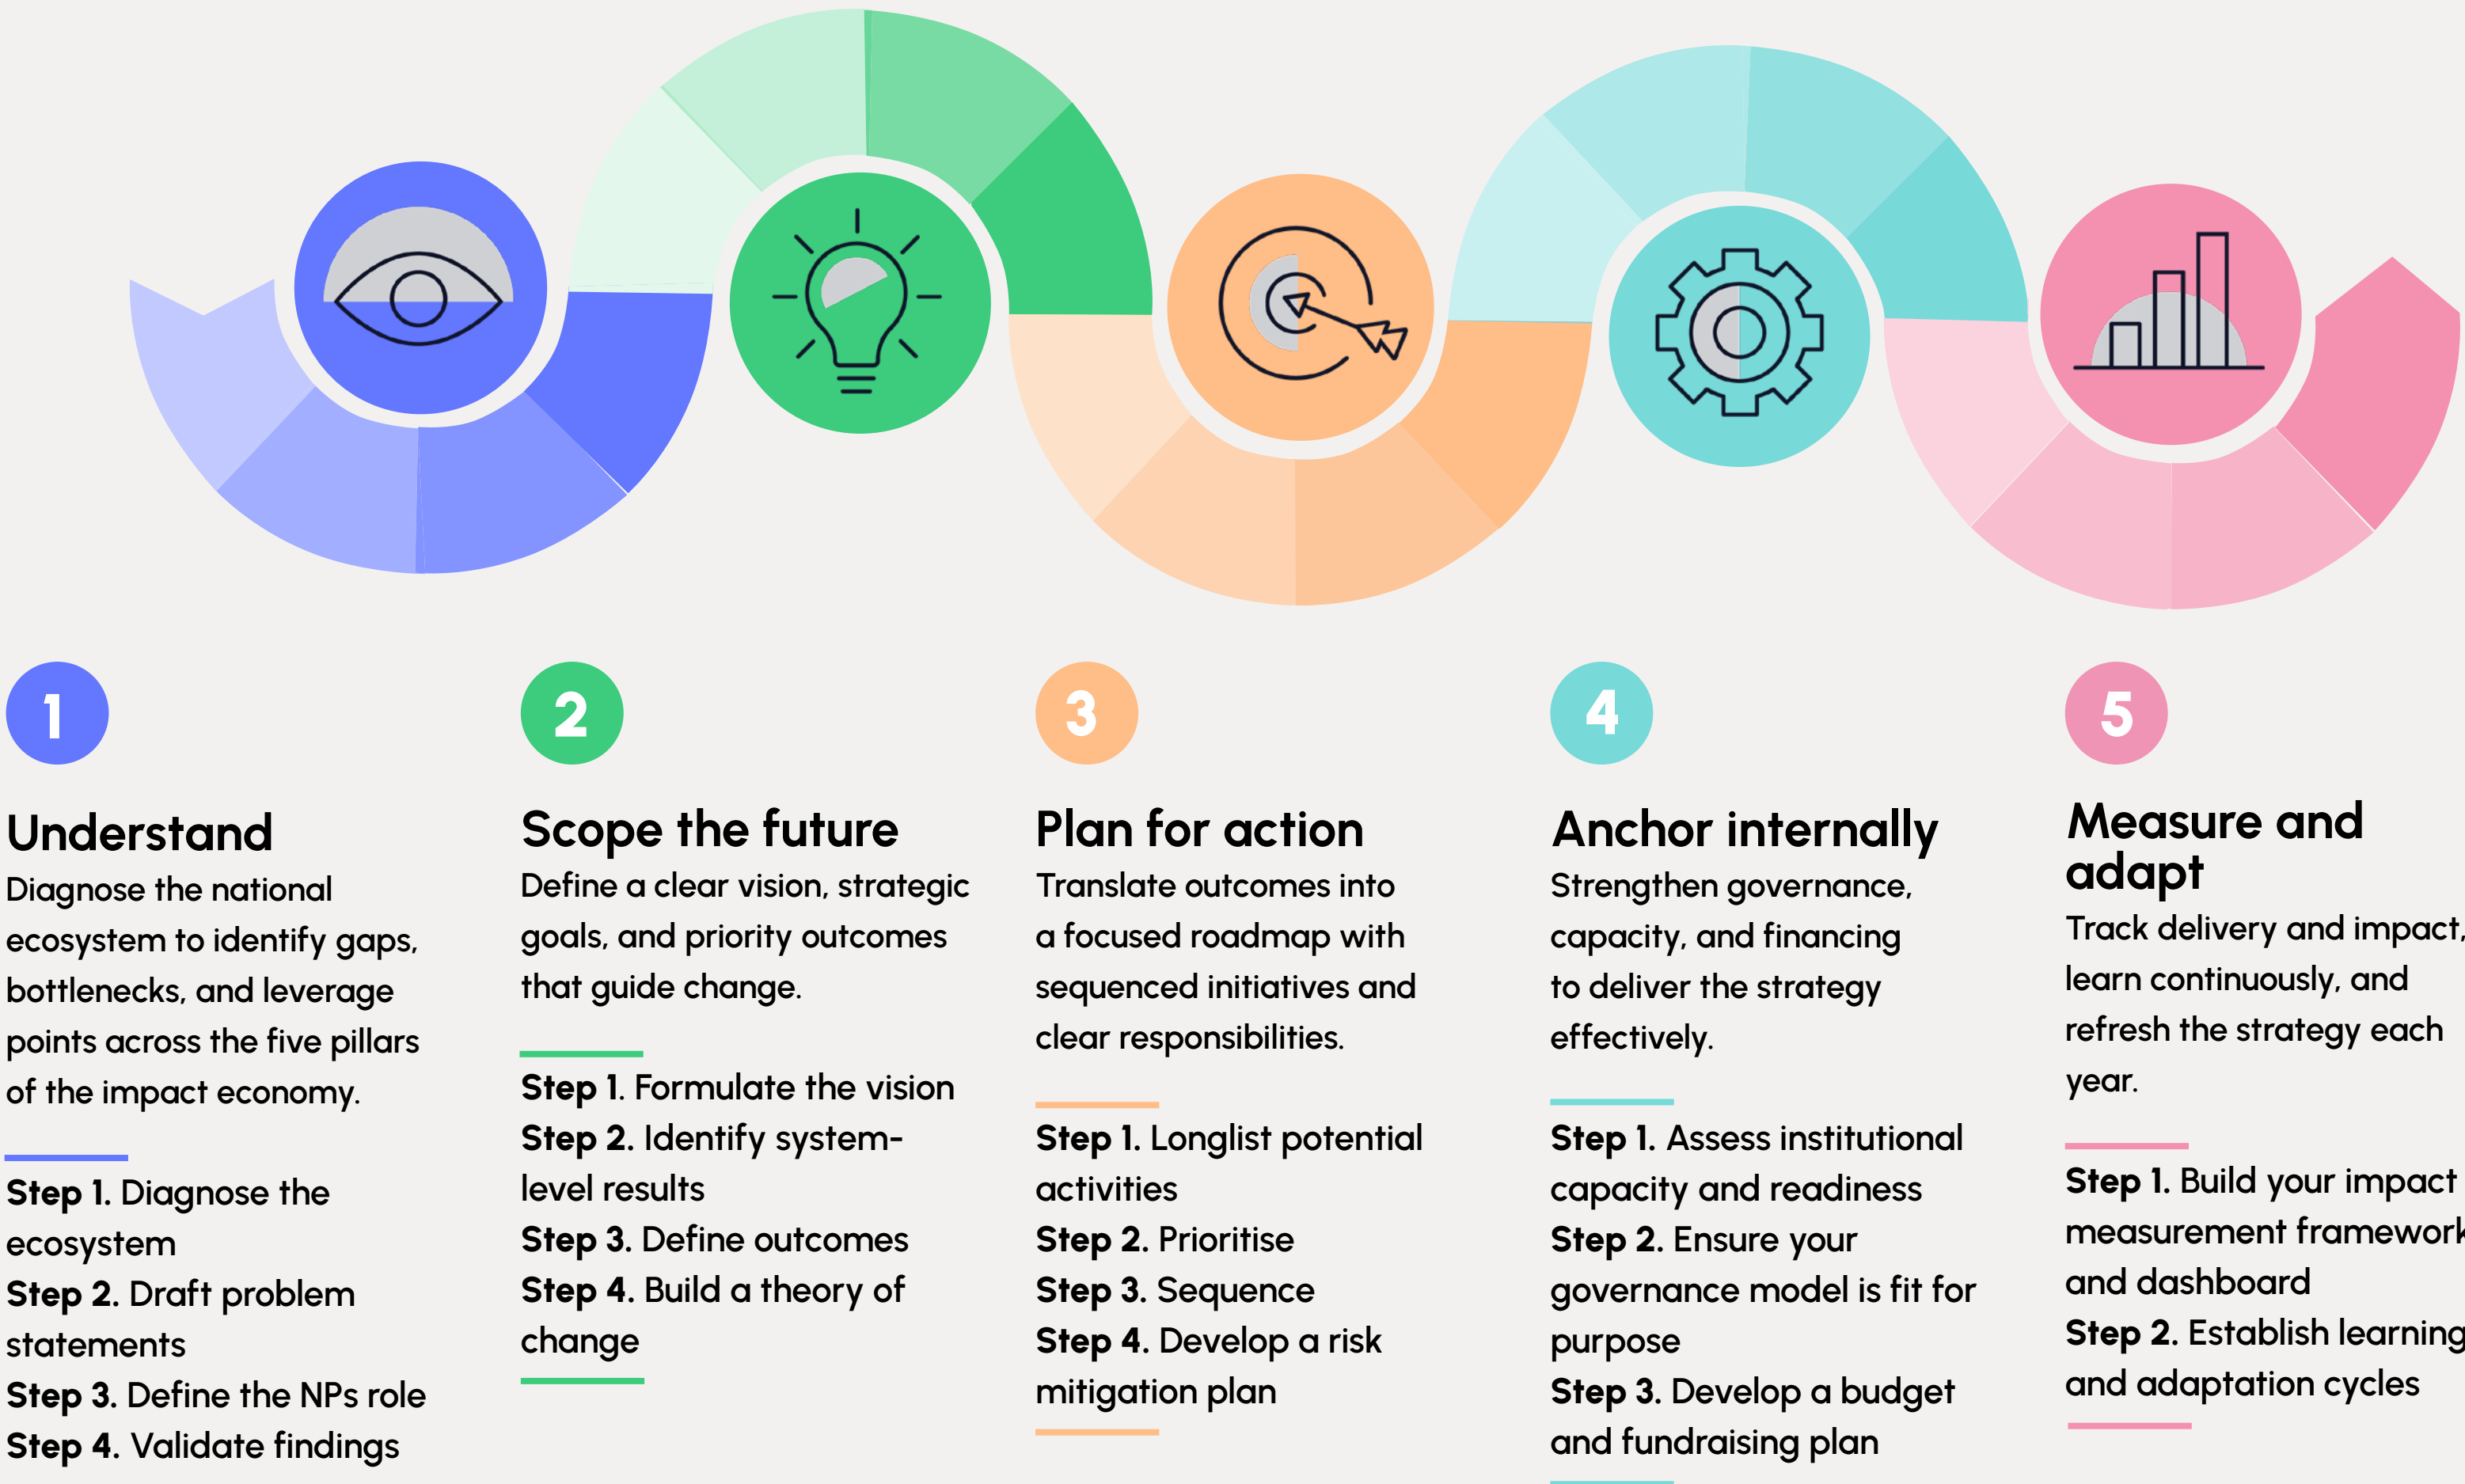 1
Understand
Diagnose the national
ecosystem to identify gaps,
bottlenecks, and leverage
points across the five pillars
of the impact economy.
Step 1. Diagnose the
ecosystem
Step 2. Draft problem
statements
Step 3. Define the NPs role
Step 4. Validate findings
2
Scope the future
Define a clear vision, strategic
goals, and priority outcomes
that guide change.
Step 1. Formulate the vision
Step 2. Identify system-
level results
Step 3. Define outcomes
Step 4. Build a theory of
change
3
Plan for action
Translate outcomes into
a focused roadmap with
sequenced initiatives and
clear responsibilities.
Step 1. Longlist potential
activities
Step 2. Prioritise
Step 3. Sequence
Step 4. Develop a risk
mitigation plan
4
Anchor internally
Strengthen governance,
capacity, and financing
to deliver the strategy
effectively.
Step 1. Assess institutional
capacity and readiness
Step 2. Ensure your
governance model is fit for
purpose
Step 3. Develop a budget
and fundraising plan
5
Measure and
adapt
Track delivery and impact,
learn continuously, and
refresh the strategy each
year.
Step 1. Build your impact
measurement framework
and dashboard
Step 2. Establish learning
and adaptation cycles